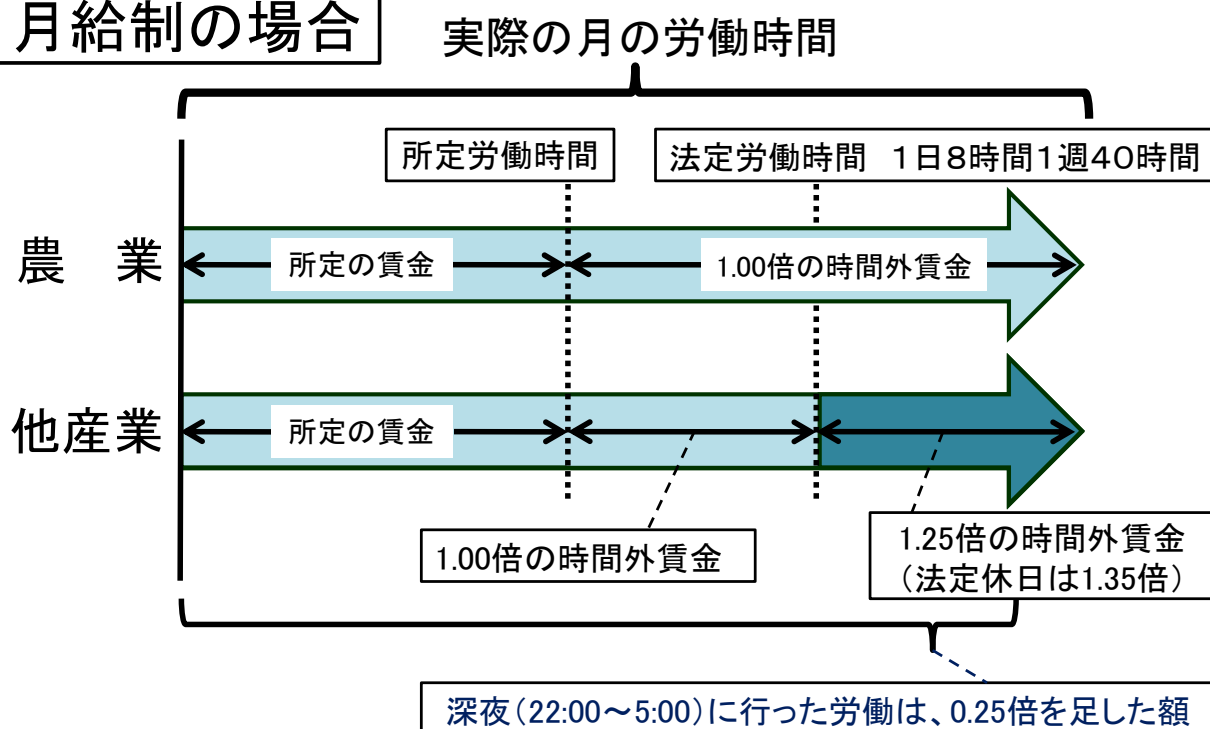 月給制の場合
実際の月の労働時間
所定労働時間
法定労働時間 1日8時間1週40時間
農 業
所定の賃金
1.00倍の時間外賃金
他産業
所定の賃金
1.00倍の時間外賃金
1.25倍の時間外賃金
(法定休日は1.35倍)
深夜(22:00~5:00)に行った労働は、0.25倍を足した額